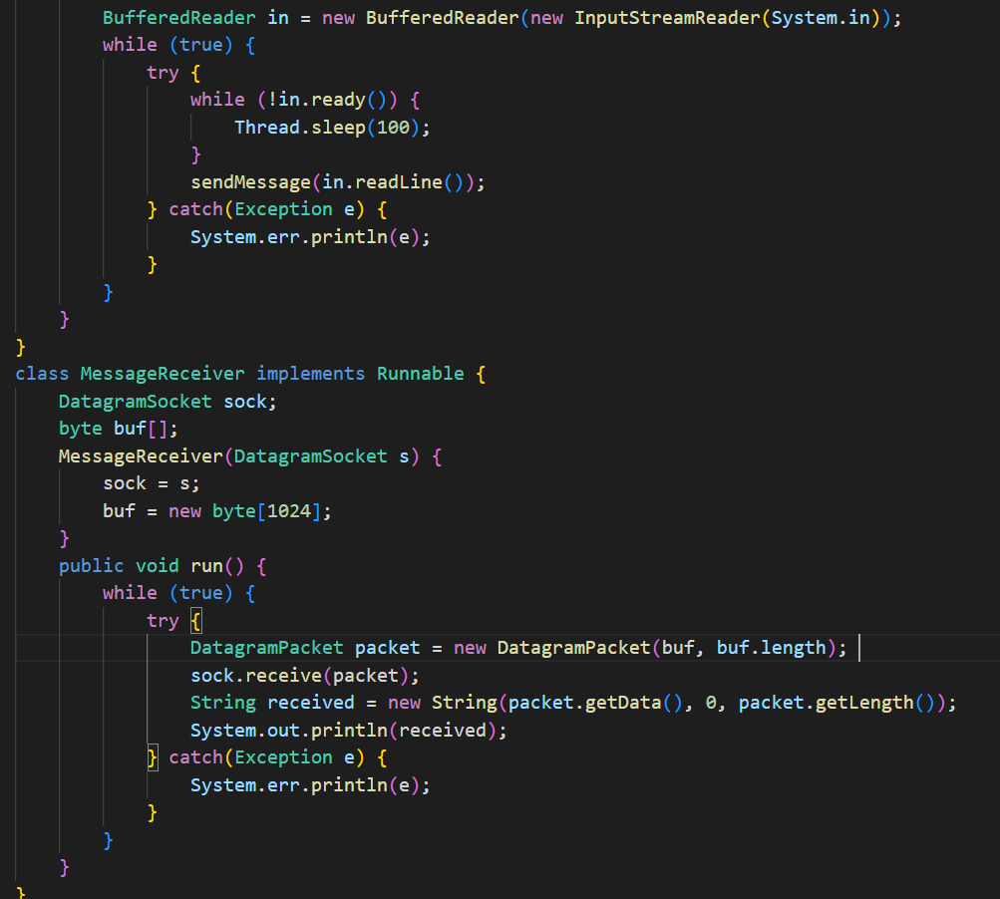 BufferedReader in = new BufferedReader(new InputStreamReader(System.in));
while (true) {
try {
while (!in.ready()) {
Thread.sleep(100);
}
sendMessage(in.readLine());
} catch(Exception e) {
System.err.println(e);
}
}
}
}
class MessageReceiver implements Runnable {
DatagramSocket sock;
byte buf[];
MessageReceiver(DatagramSocket s) {
sock = s;
buf = new byte[1024];
}
public void run() {
while (true) {
try {
DatagramPacket packet = new DatagramPacket(buf, buf.length);
sock.receive(packet);
String received = new String(packet.getData(), 0, packet.getLength());
System.out.println(received);
} catch(Exception e) {
System.err.println(e);
}
}
}
}